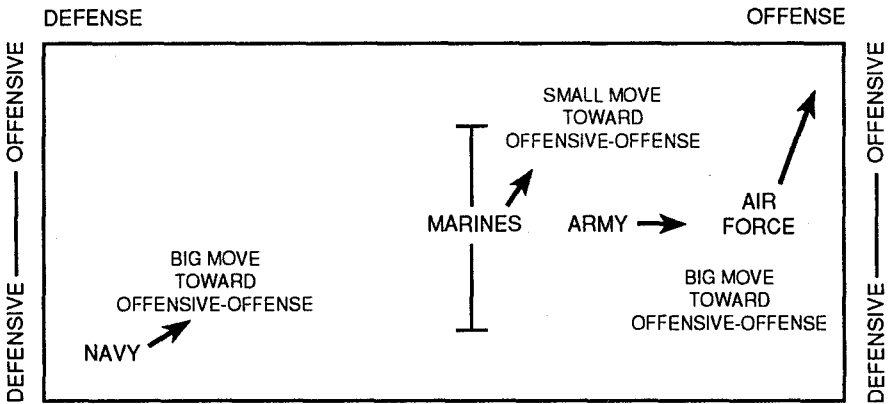 DEFENSE
OFFENSE
OFFENSIVE
DEFENSIVE
SMALL MOVE
TOWARD
OFFENSIVE-OFFENSE
MARINES
ARMY
AIR
FORCE
BIG MOVE
TOWARD
OFFENSIVE-OFFENSE
NAVY
BIG MOVE
TOWARD
OFFENSIVE-OFFENSE
OFFENSIVE
DEFENSIVE